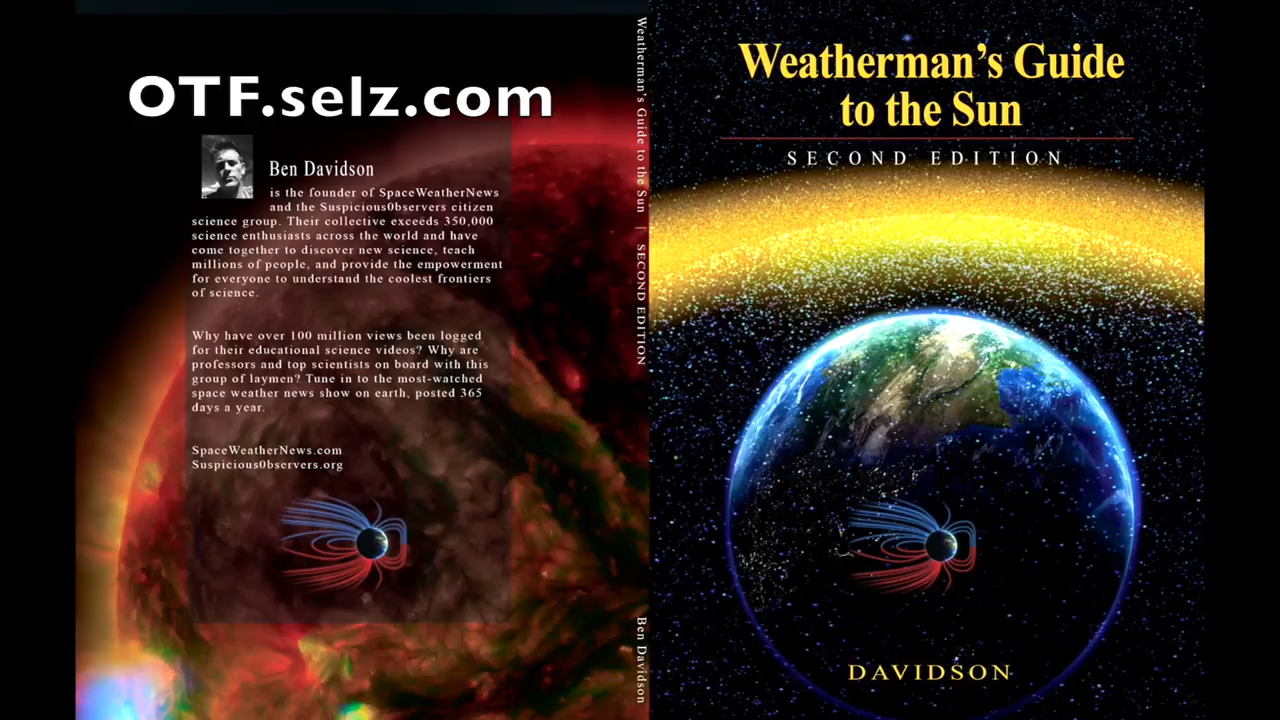 OTF.selz.com
Ben Davidson
is the founder of SpaceWeatherNews
and the Suspicious0bservers citizen
science group. Their collective exceeds 350,000
science enthusiasts across the world and have
come together to discover new science, teach
millions of people, and provide the empowerment
for everyone to understand the coolest frontiers
of science.
Why have over 100 million views been logged
for their educational science videos? Why are
professors and top scientists on board with this
group of laymen? Tune in to the most-watched
space weather news show on earth, posted 365
days a year.
SpaceWeatherNews.com
Suspicious0bservers.org
Weatherman's Guide to the Sun | SECOND EDITION
Ben Davidson
Weatherman's Guide
to the Sun
SECOND EDITION
DAVIDSON